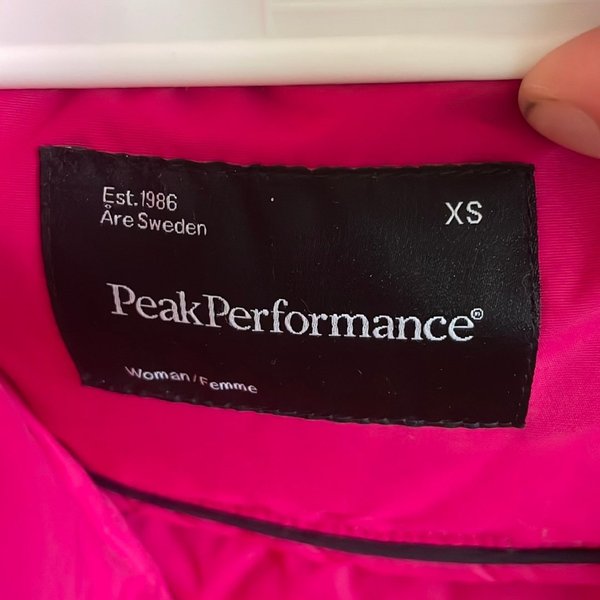 Est.1986
Åre Sweden
XS
PeakPerformance®
Woman/Femme